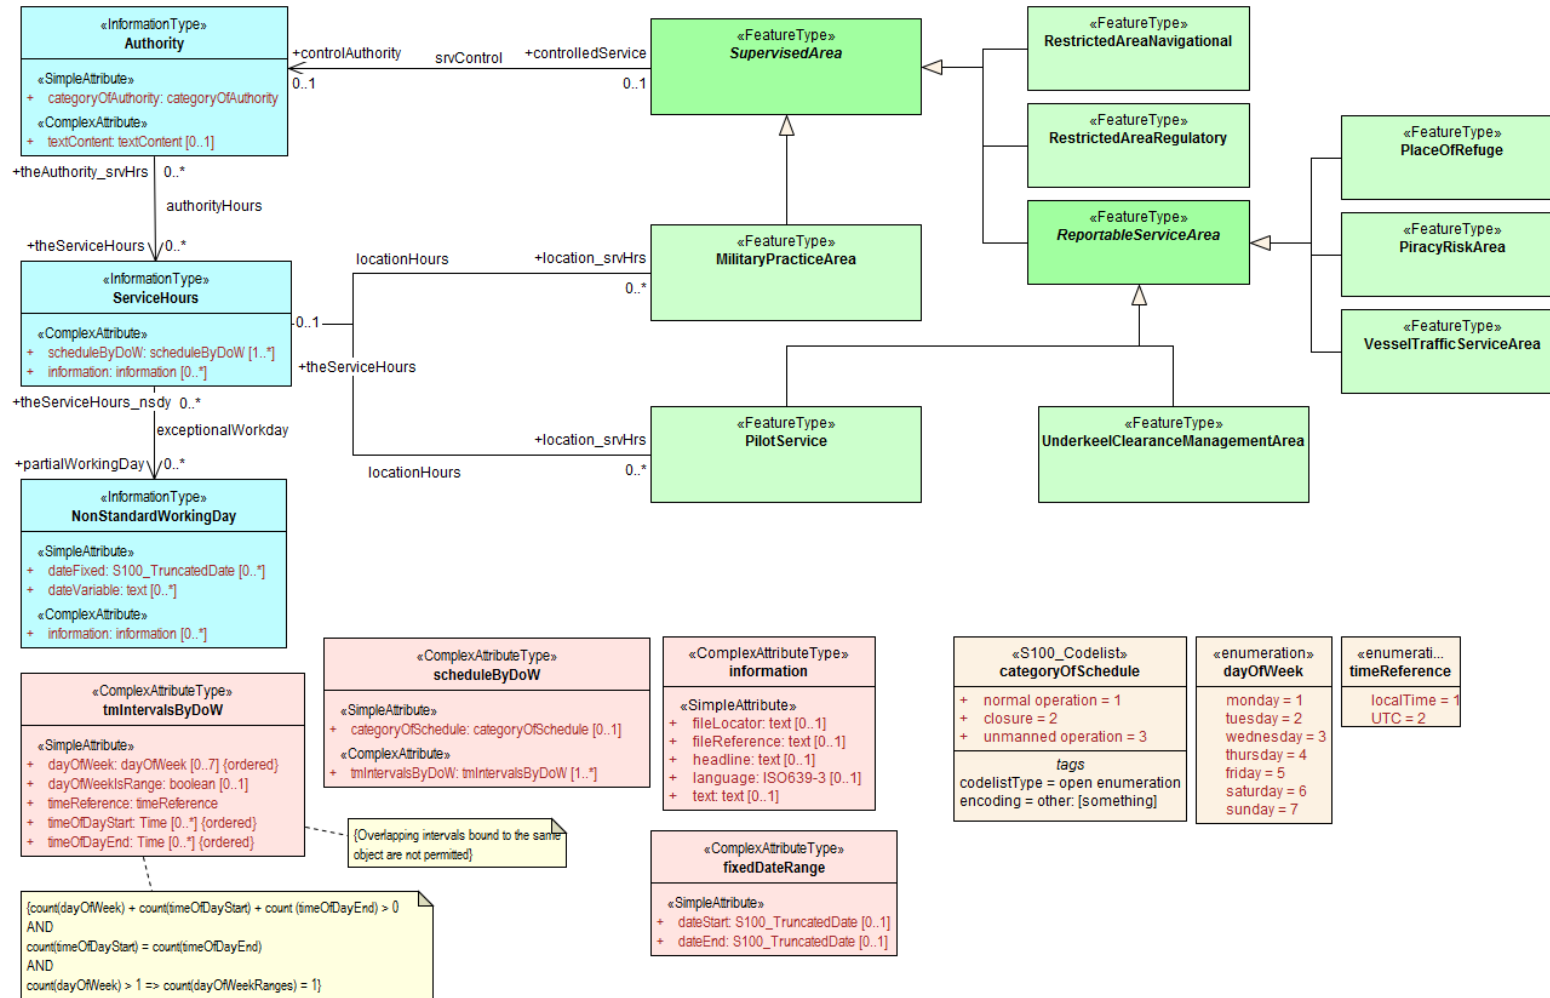 «InformationType»
Authority
«SimpleAttribute»
+ categoryOfAuthority: categoryOfAuthority
«ComplexAttribute»
+ textContent: textContent [0..1]
+controlAuthority
srvControl
+controlledService
0..1
0..1
«FeatureType»
SupervisedArea
«FeatureType»
RestrictedAreaNavigational
«FeatureType»
RestrictedAreaRegulatory
«FeatureType»
ReportableServiceArea
«FeatureType»
PlaceOfRefuge
«FeatureType»
PiracyRiskArea
«FeatureType»
VesselTrafficServiceArea
+theAuthority_srvHrs 0..*
authorityHours
+theServiceHours 0..*
«InformationType»
ServiceHours
«ComplexAttribute»
+ scheduleByDoW: scheduleByDoW [1..*]
+ information: information [0..*]
0..1
+theServiceHours
locationHours
+location_srvHrs
0..*
«FeatureType»
MilitaryPracticeArea
+location_srvHrs
locationHours
0..*
«FeatureType»
PilotService
«FeatureType»
UnderkeelClearanceManagementArea
+theServiceHours_nsdy 0..*
exceptionalWorkday
+partialWorkingDay 0..*
«InformationType»
NonStandardWorkingDay
«SimpleAttribute»
+ dateFixed: S100_TruncatedDate [0..*]
+ dateVariable: text [0..*]
«ComplexAttribute»
+ information: information [0..*]
«ComplexAttributeType»
tmIntervalsByDoW
«SimpleAttribute»
+ dayOfWeek: dayOfWeek [0..7] {ordered}
+ dayOfWeekIsRange: boolean [0..1]
+ timeReference: timeReference
+ timeOfDayStart: Time [0..*] {ordered}
+ timeOfDayEnd: Time [0..*] {ordered}
«ComplexAttributeType»
scheduleByDoW
«SimpleAttribute»
+ categoryOfSchedule: categoryOfSchedule [0..1]
«ComplexAttribute»
+ tmIntervalsByDoW: tmIntervalsByDoW [1..*]
{Overlapping intervals bound to the same
object are not permitted}
{count(dayOfWeek) + count(timeOfDayStart) + count (timeOfDayEnd) > 0
AND
count(timeOfDayStart) = count(timeOfDayEnd)
AND
count(dayOfWeek) > 1 => count(dayOfWeekRanges) = 1}
«ComplexAttributeType»
information
«SimpleAttribute»
+ fileLocator: text [0..1]
+ fileReference: text [0..1]
+ headline: text [0..1]
+ language: ISO639-3 [0..1]
+ text: text [0..1]
«ComplexAttributeType»
fixedDateRange
«SimpleAttribute»
+ dateStart: S100_TruncatedDate [0..1]
+ dateEnd: S100_TruncatedDate [0..1]
«S100_Codelist»
categoryOfSchedule
+ normal operation = 1
+ closure = 2
+ unmanned operation = 3
tags
codelistType = open enumeration
encoding = other: [something]
«enumeration»
dayOfWeek
monday = 1
tuesday = 2
wednesday = 3
thursday = 4
friday = 5
saturday = 6
sunday = 7
«enumerati...
timeReference
localTime = 1
UTC = 2